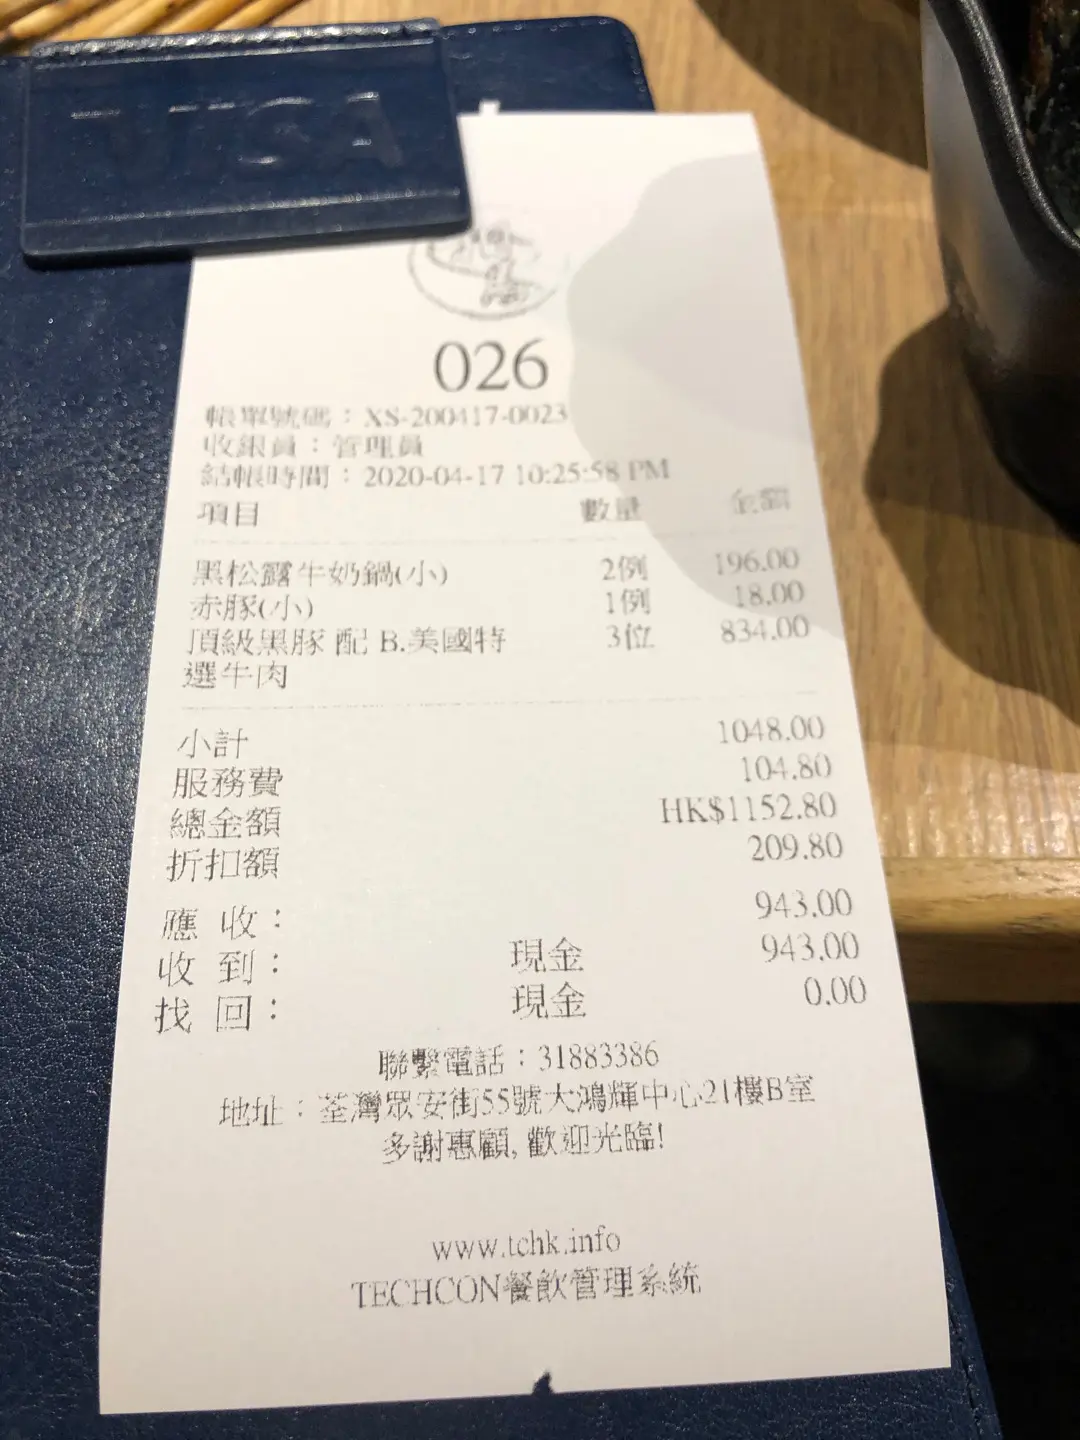 VISA
026
帳單號碼：XS-200417-0023
收銀員：管理員
結帳時間：2020-04-17 10:25:58 PM
項目 數量 金額
黑松露牛奶鍋(小) 2例 196.00
赤豚(小) 1例 18.00
頂級黑豚 配 B.美國特 3位 834.00
選牛肉
小計 1048.00
服務費 104.80
總金額 HK$1152.80
折扣額 209.80
應 收： 943.00
收 到： 現金 943.00
找 回： 現金 0.00
聯繫電話：31883386
地址：荃灣眾安街55號大鴻輝中心21樓B室
多謝惠顧, 歡迎光臨!
www.tchk.info
TECHCON餐飲管理系統